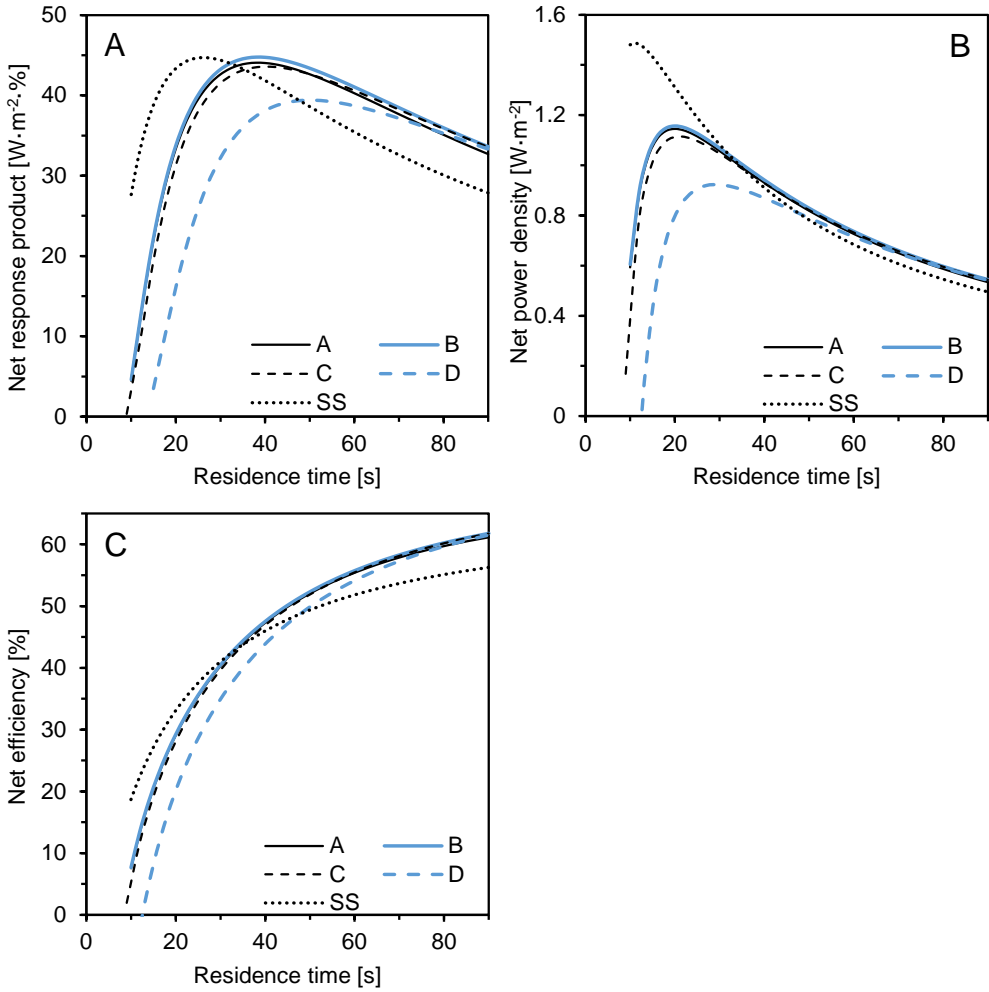 A
Net response product [W·m-2·%]
50
40
30
20
10
0
A B
C D
SS
0 20 40 60 80
Residence time [s]
B
Net power density [W·m-2]
1.6
1.2
0.8
0.4
0
A B
C D
SS
0 20 40 60 80
Residence time [s]
C
Net efficiency [%]
60
50
40
30
20
10
0
A B
C D
SS
0 20 40 60 80
Residence time [s]